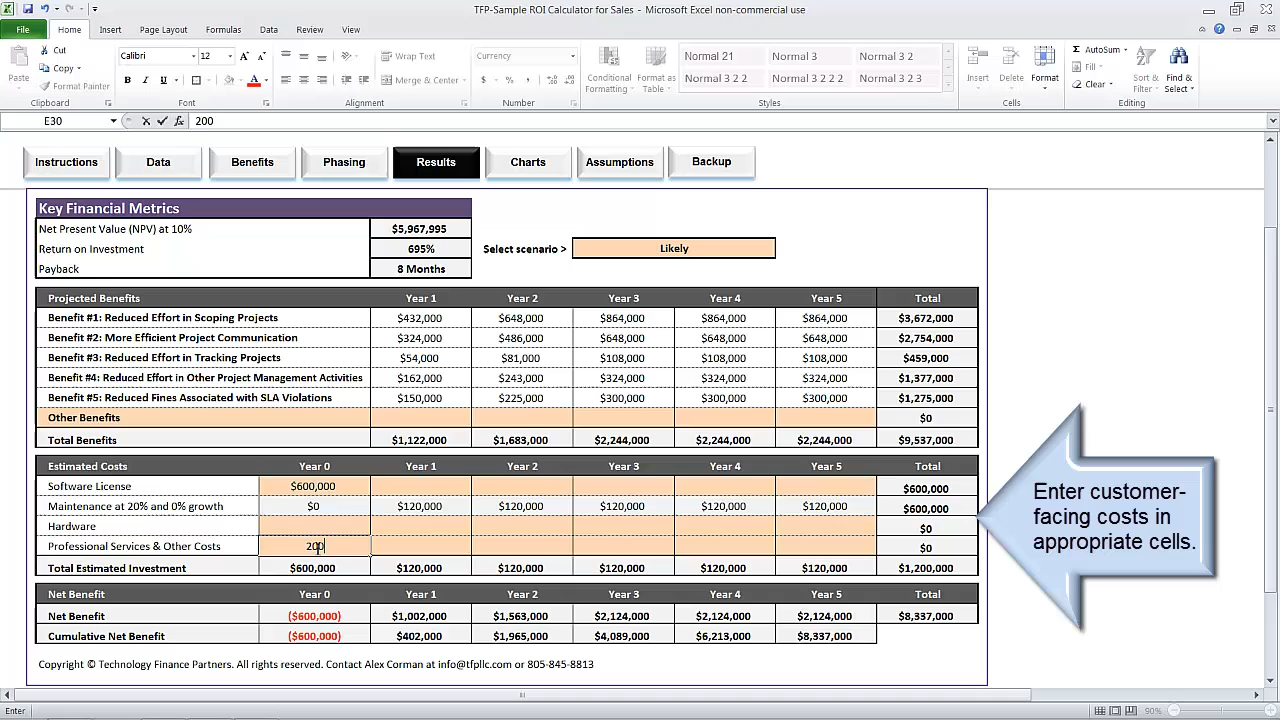 TFP-Sample ROI Calculator for Sales - Microsoft Excel non-commercial use
File Home Insert Page Layout Formulas Data Review View
Cut Calibri 12 Wrap Text Currency Normal 21 Normal 3 Normal 3 2 AutoSum
Paste Copy Fill
Format Painter B I U A Merge & Center $ % , Conditional Formatting Format as Table Normal 3 2 2 Normal 3 2 2 2 Normal 3 2 3 Insert Delete Format Clear Sort & Filter Find & Select
Clipboard Font Alignment Number Styles Cells Editing
E30 fx 200
Instructions Data Benefits Phasing Results Charts Assumptions Backup
Key Financial Metrics
Net Present Value (NPV) at 10% $5,967,995
Return on Investment 695% Select scenario > Likely
Payback 8 Months
Projected Benefits Year 1 Year 2 Year 3 Year 4 Year 5 Total
Benefit #1: Reduced Effort in Scoping Projects $432,000 $648,000 $864,000 $864,000 $864,000 $3,672,000
Benefit #2: More Efficient Project Communication $324,000 $486,000 $648,000 $648,000 $648,000 $2,754,000
Benefit #3: Reduced Effort in Tracking Projects $54,000 $81,000 $108,000 $108,000 $108,000 $459,000
Benefit #4: Reduced Effort in Other Project Management Activities $162,000 $243,000 $324,000 $324,000 $324,000 $1,377,000
Benefit #5: Reduced Fines Associated with SLA Violations $150,000 $225,000 $300,000 $300,000 $300,000 $1,275,000
Other Benefits $0
Total Benefits $1,122,000 $1,683,000 $2,244,000 $2,244,000 $2,244,000 $9,537,000
Estimated Costs Year 0 Year 1 Year 2 Year 3 Year 4 Year 5 Total
Software License $600,000 $600,000
Maintenance at 20% and 0% growth $0 $120,000 $120,000 $120,000 $120,000 $120,000 $600,000
Hardware $0
Professional Services & Other Costs 200 $0
Total Estimated Investment $600,000 $120,000 $120,000 $120,000 $120,000 $120,000 $1,200,000
Enter customer-
facing costs in
appropriate cells.
Net Benefit Year 0 Year 1 Year 2 Year 3 Year 4 Year 5 Total
Net Benefit ($600,000) $1,002,000 $1,563,000 $2,124,000 $2,124,000 $2,124,000 $8,337,000
Cumulative Net Benefit ($600,000) $402,000 $1,965,000 $4,089,000 $6,213,000 $8,337,000
Copyright © Technology Finance Partners. All rights reserved. Contact Alex Corman at info@tfpllc.com or 805-845-8813
Enter 90%